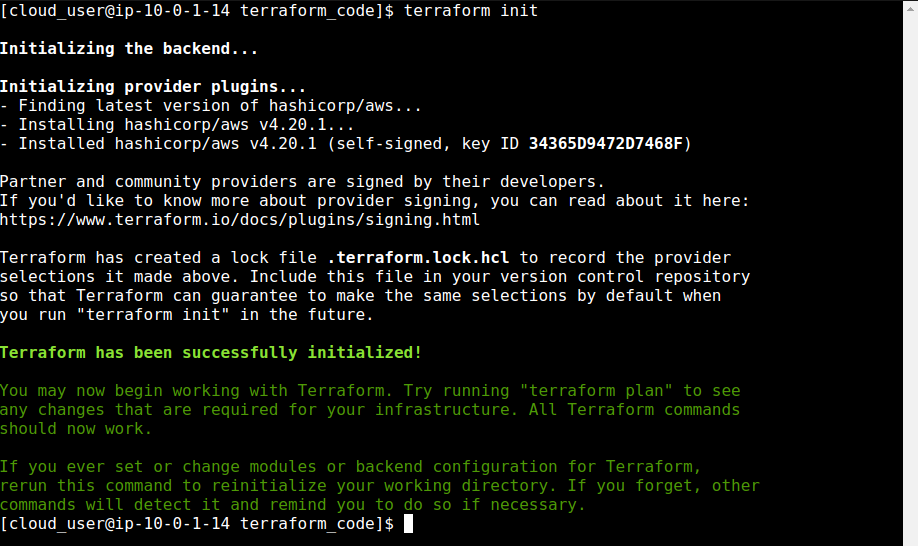 [cloud_user@ip-10-0-1-14 terraform_code]$ terraform init
Initializing the backend...
Initializing provider plugins...
- Finding latest version of hashicorp/aws...
- Installing hashicorp/aws v4.20.1...
- Installed hashicorp/aws v4.20.1 (self-signed, key ID 34365D9472D7468F)
Partner and community providers are signed by their developers.
If you'd like to know more about provider signing, you can read about it here:
https://www.terraform.io/docs/plugins/signing.html
Terraform has created a lock file .terraform.lock.hcl to record the provider
selections it made above. Include this file in your version control repository
so that Terraform can guarantee to make the same selections by default when
you run "terraform init" in the future.
Terraform has been successfully initialized!
You may now begin working with Terraform. Try running "terraform plan" to see
any changes that are required for your infrastructure. All Terraform commands
should now work.
If you ever set or change modules or backend configuration for Terraform,
rerun this command to reinitialize your working directory. If you forget, other
commands will detect it and remind you to do so if necessary.
[cloud_user@ip-10-0-1-14 terraform_code]$